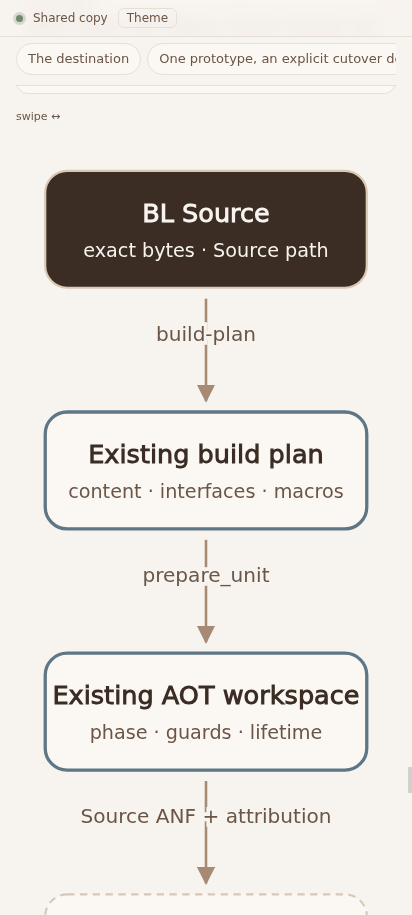 Shared copy
Theme
The destination
One prototype, an explicit cutover
swipe ↔
BL Source
exact bytes · Source path
build-plan
Existing build plan
content · interfaces · macros
prepare_unit
Existing AOT workspace
phase · guards · lifetime
Source ANF + attribution